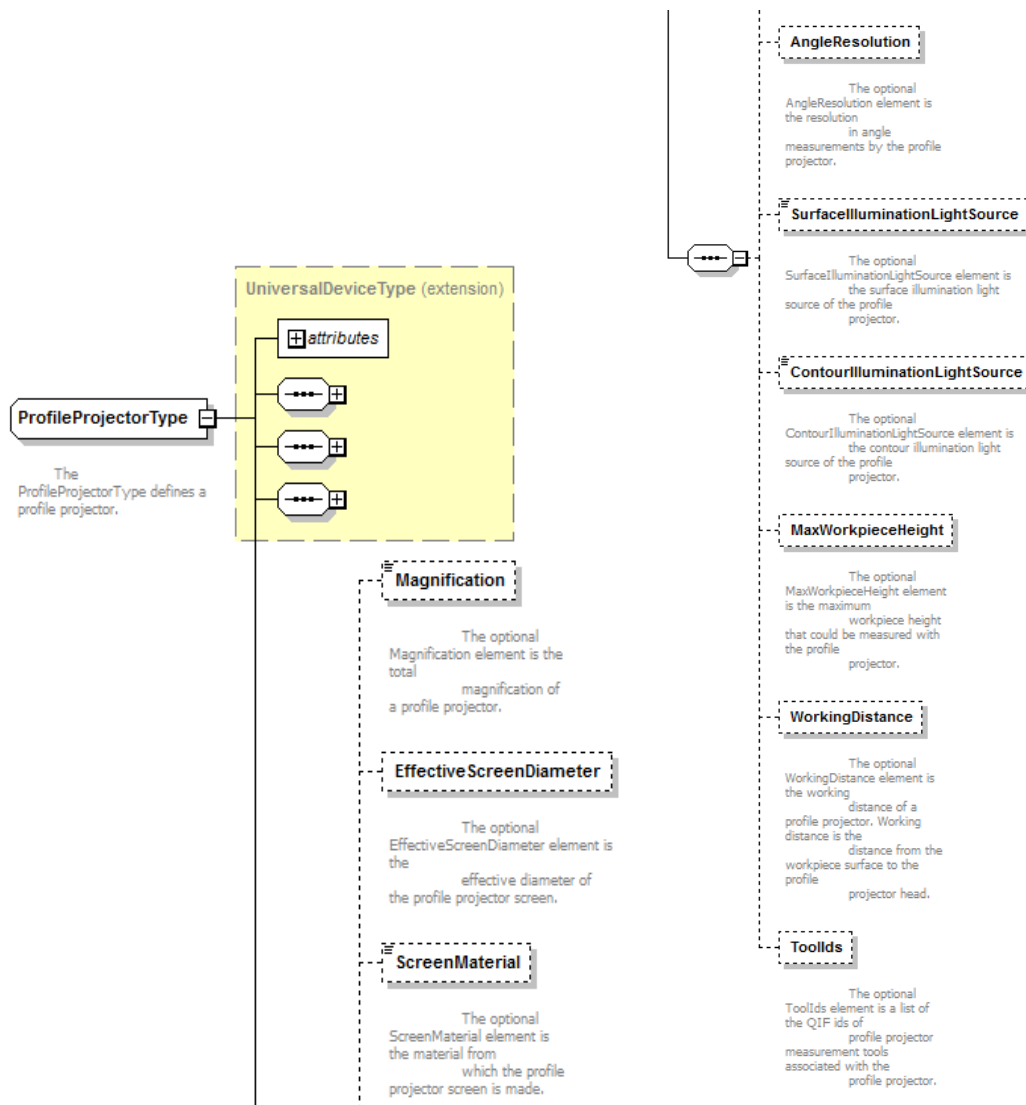 UniversalDeviceType (extension)
attributes
ProfileProjectorType
The
ProfileProjectorType defines a
profile projector.
Magnification
The optional
Magnification element is the
total
magnification of
a profile projector.
EffectiveScreenDiameter
The optional
EffectiveScreenDiameter element is
the
effective diameter of
the profile projector screen.
ScreenMaterial
The optional
ScreenMaterial element is
the material from
which the profile
projector screen is made.
AngleResolution
The optional
AngleResolution element is
the resolution
in angle
measurements by the profile
projector.
SurfaceIlluminationLightSource
The optional
SurfaceIlluminationLightSource element is
the surface illumination light
source of the profile
projector.
ContourIlluminationLightSource
The optional
ContourIlluminationLightSource element is
the contour illumination light
source of the profile
projector.
MaxWorkpieceHeight
The optional
MaxWorkpieceHeight element
is the maximum
workpiece height
that could be measured with
the profile
projector.
WorkingDistance
The optional
WorkingDistance element is
the working
distance of a
profile projector. Working
distance is the
distance from the
workpiece surface to the
profile
projector head.
ToolIds
The optional
ToolIds element is a list of
the QIF ids of
profile projector
measurement tools
associated with the
profile projector.